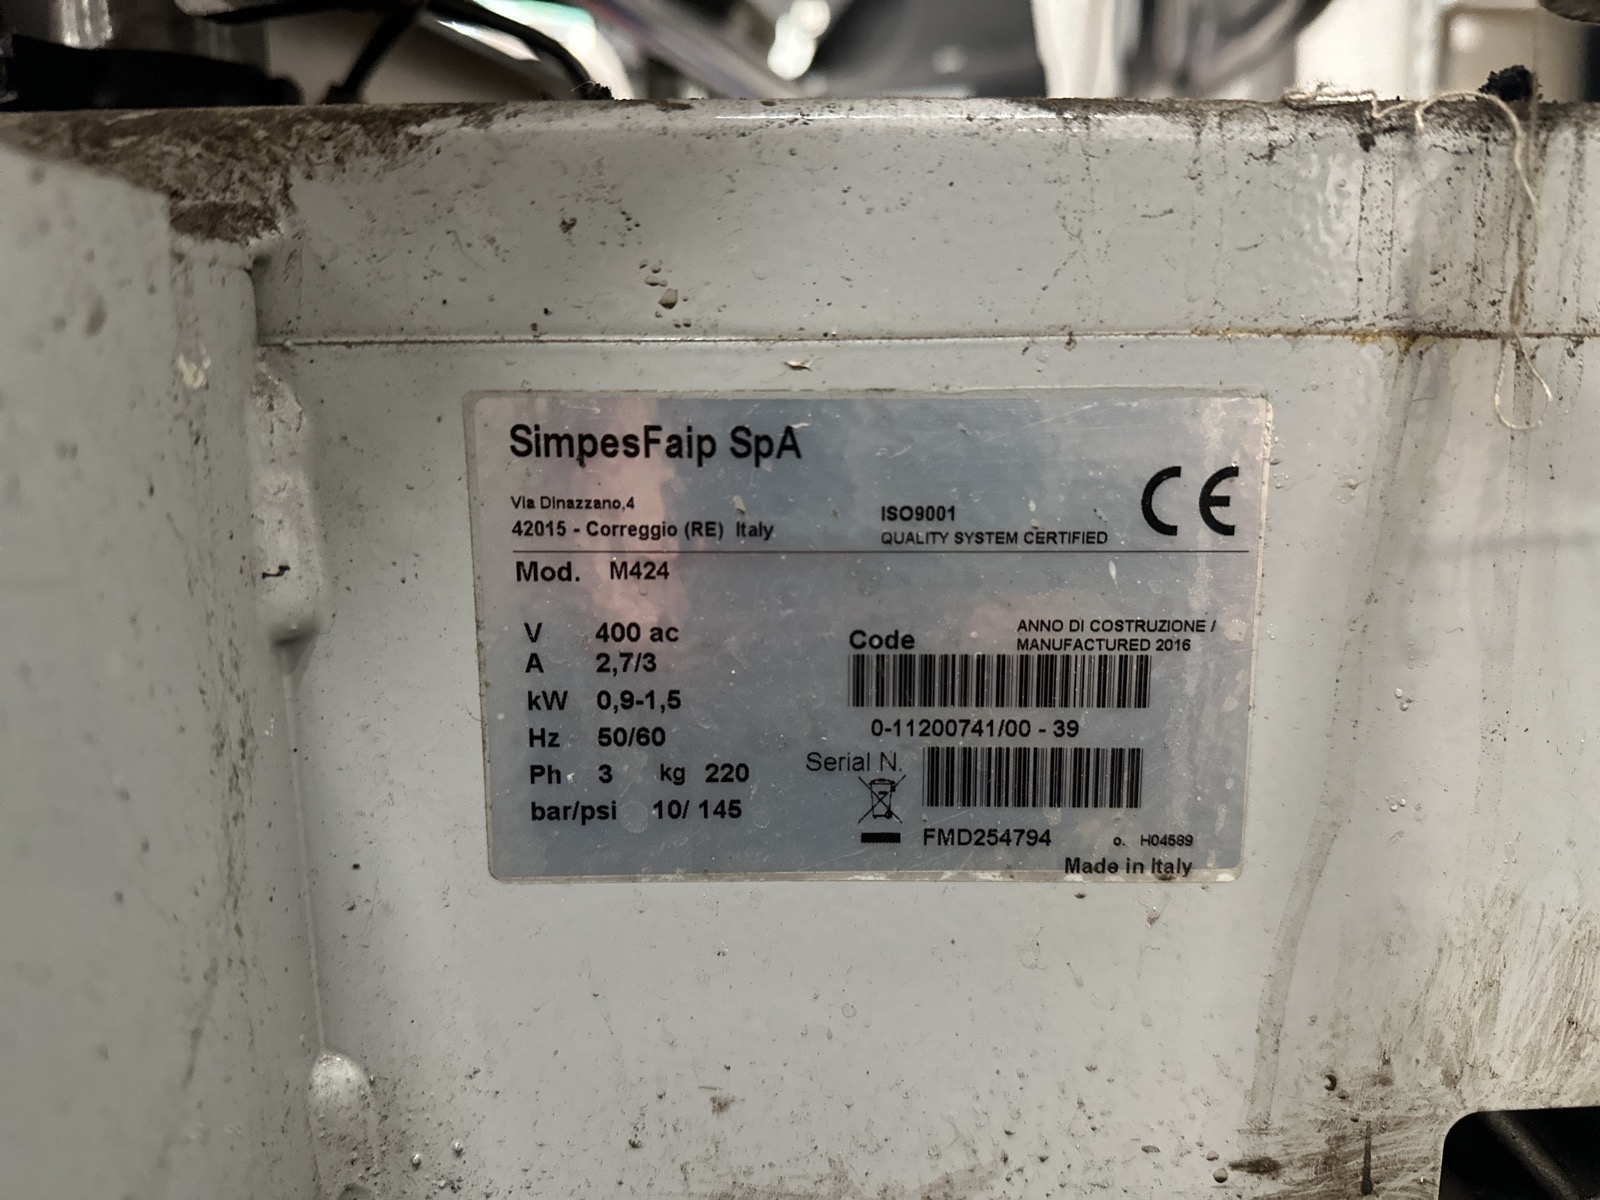 SimpesFaip SpA
Via Dinazzano,4
42015 - Correggio (RE) Italy
ISO9001
QUALITY SYSTEM CERTIFIED
CE
Mod. M424
V 400 ac
A 2,7/3
kW 0,9-1,5
Hz 50/60
Ph 3 kg 220
bar/psi 10/ 145
Code
ANNO DI COSTRUZIONE /
MANUFACTURED 2016
0-11200741/00 - 39
Serial N.
FMD254794 o. H04589
Made in Italy